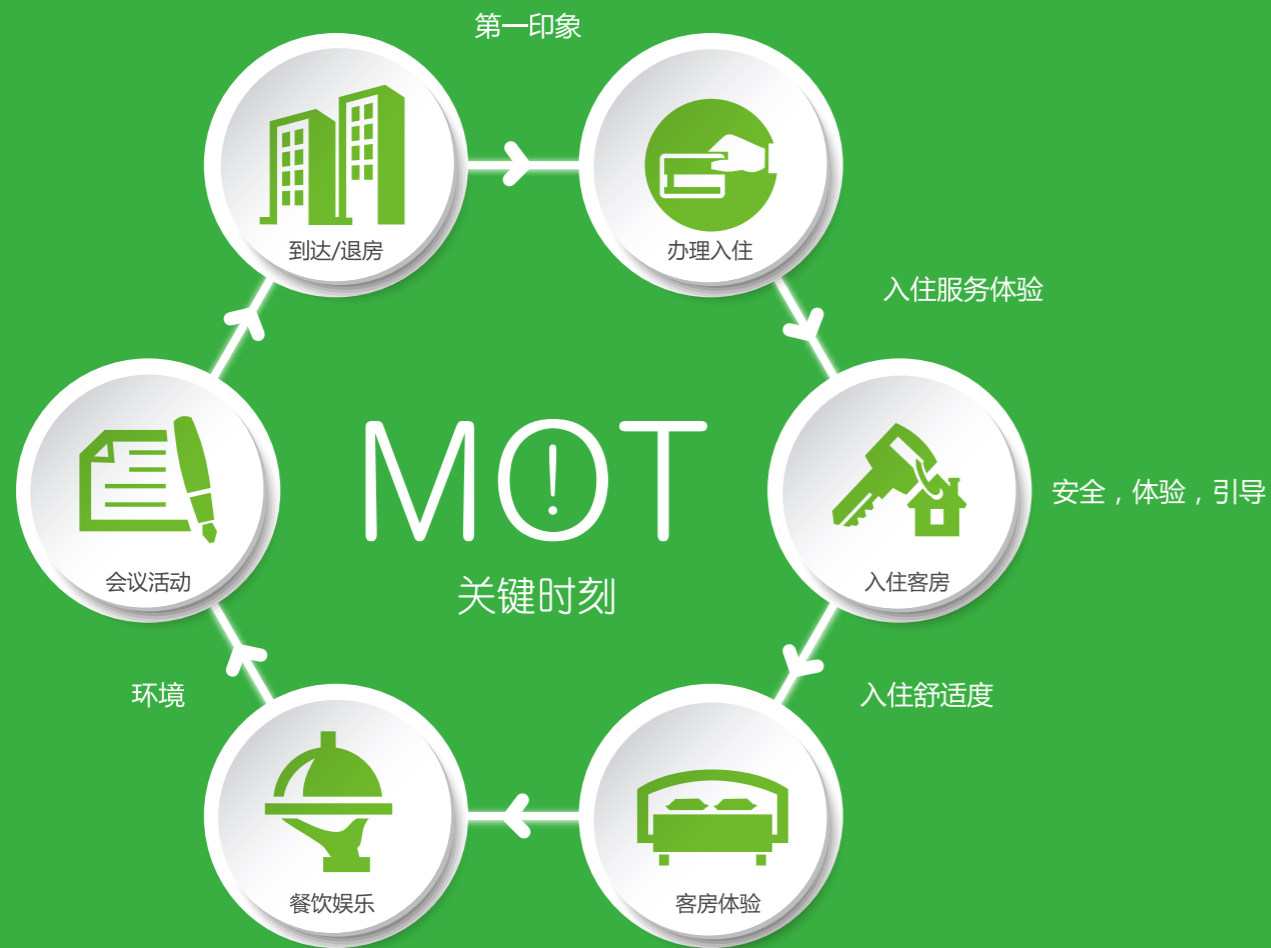 第一印象
到达/退房
办理入住
入住服务体验
MOT
!
关键时刻
安全，体验，引导
会议活动
入住客房
环境
入住舒适度
餐饮娱乐
客房体验